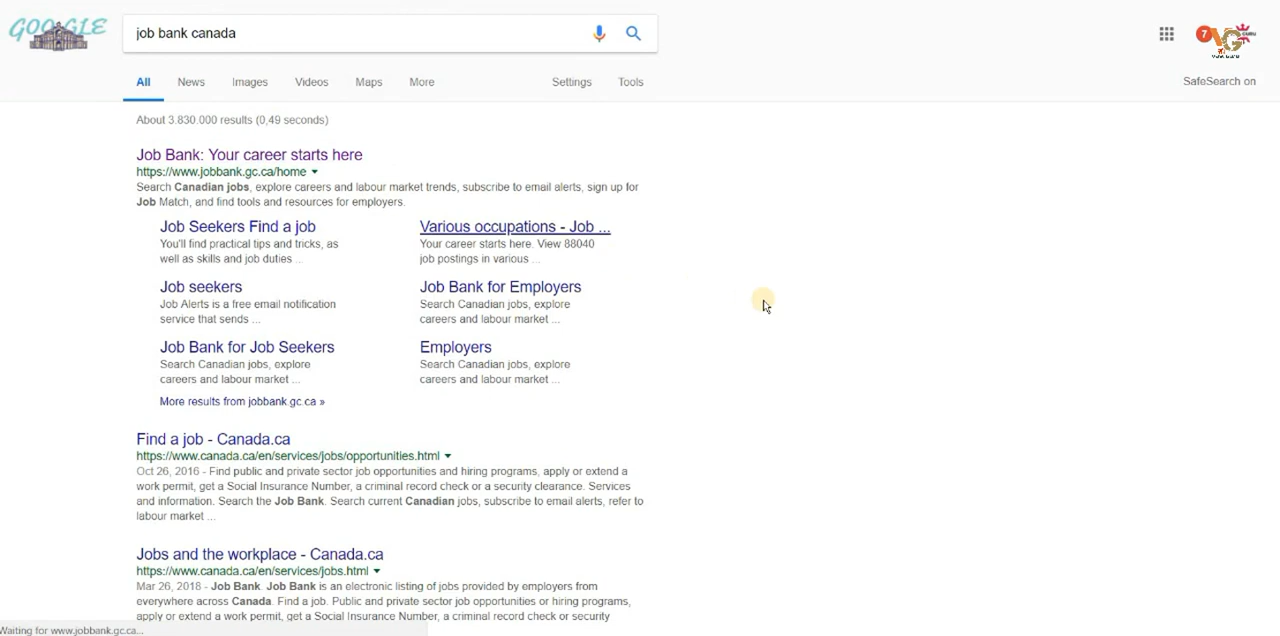 GOOGLE
job bank canada
7
SafeSearch on
All News Images Videos Maps More Settings Tools
About 3.830.000 results (0,49 seconds)
Job Bank: Your career starts here
https://www.jobbank.gc.ca/home
Search Canadian jobs, explore careers and labour market trends, subscribe to email alerts, sign up for
Job Match, and find tools and resources for employers.
Job Seekers Find a job
You'll find practical tips and tricks, as
well as skills and job duties ...
Various occupations - Job ...
Your career starts here. View 88040
job postings in various ...
Job seekers
Job Alerts is a free email notification
service that sends ...
Job Bank for Employers
Search Canadian jobs, explore
careers and labour market ...
Job Bank for Job Seekers
Search Canadian jobs, explore
careers and labour market ...
Employers
Search Canadian jobs, explore
careers and labour market ...
More results from jobbank.gc.ca »
Find a job - Canada.ca
https://www.canada.ca/en/services/jobs/opportunities.html
Oct 26, 2016 - Find public and private sector job opportunities and hiring programs, apply or extend a
work permit, get a Social Insurance Number, a criminal record check or a security clearance. Services
and information. Search the Job Bank. Search current Canadian jobs, subscribe to email alerts, refer to
labour market ...
Jobs and the workplace - Canada.ca
https://www.canada.ca/en/services/jobs.html
Mar 26, 2018 - Job Bank. Job Bank is an electronic listing of jobs provided by employers from
everywhere across Canada. Find a job. Public and private sector job opportunities or hiring programs,
apply or extend a work permit, get a Social Insurance Number, a criminal record check or a security
Waiting for www.jobbank.gc.ca...